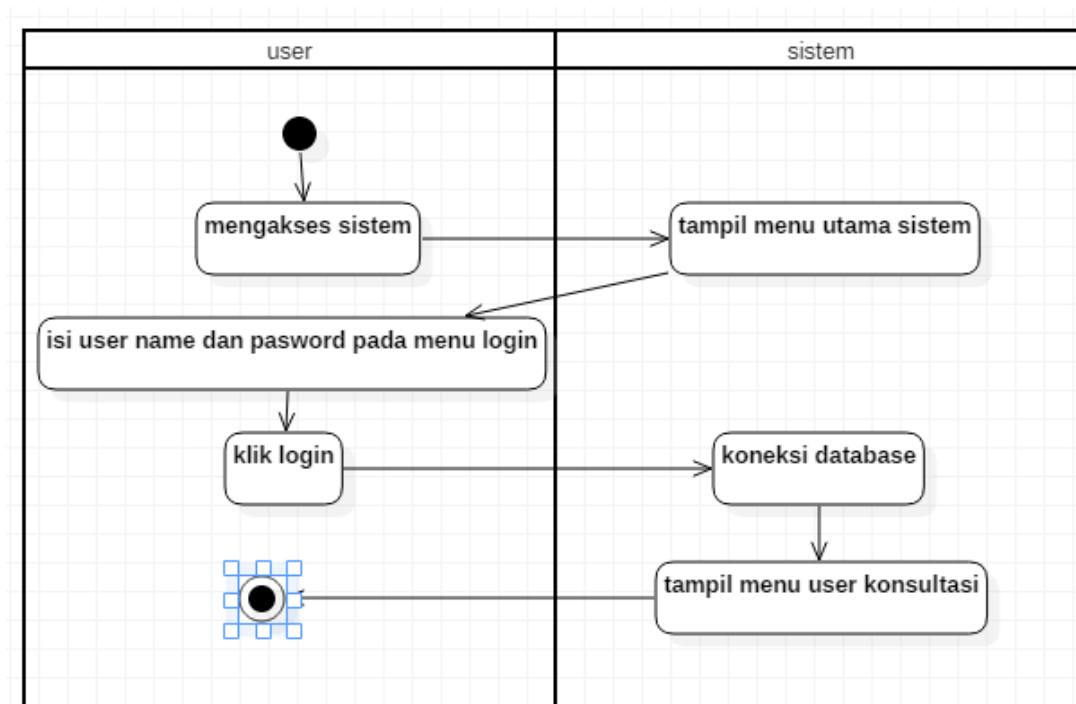 user
sistem
mengakses sistem
tampil menu utama sistem
isi user name dan pasword pada menu login
klik login
koneksi database
tampil menu user konsultasi